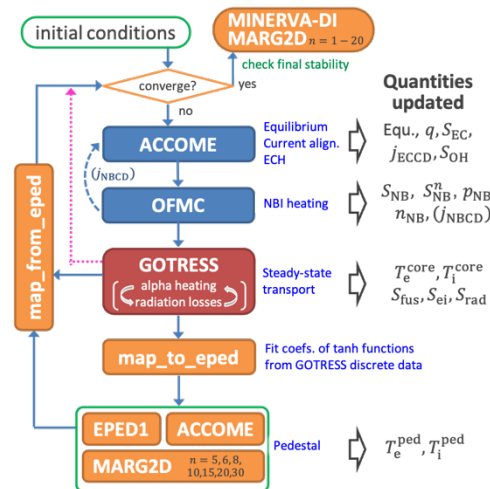 initial conditions
MINERVA-DI
MARG2D n = 1 − 20
check final stability
converge?
yes
no
Quantities
updated
ACCOME
Equilibrium
Current align.
ECH
Equ., q, S_EC,
j_ECCD, S_OH
(j_NBCD)
OFMC
NBI heating
S_NB, S^n_NB, p_NB
n_NB, (j_NBCD)
map_from_eped
GOTRESS
alpha heating
radiation losses
Steady-state
transport
T_e^core, T_i^core
S_fus, S_ei, S_rad
map_to_eped
Fit coefs. of tanh functions
from GOTRESS discrete data
EPED1
ACCOME
MARG2D n = 5, 6, 8,
10,15,20,30
Pedestal
T_e^ped, T_i^ped